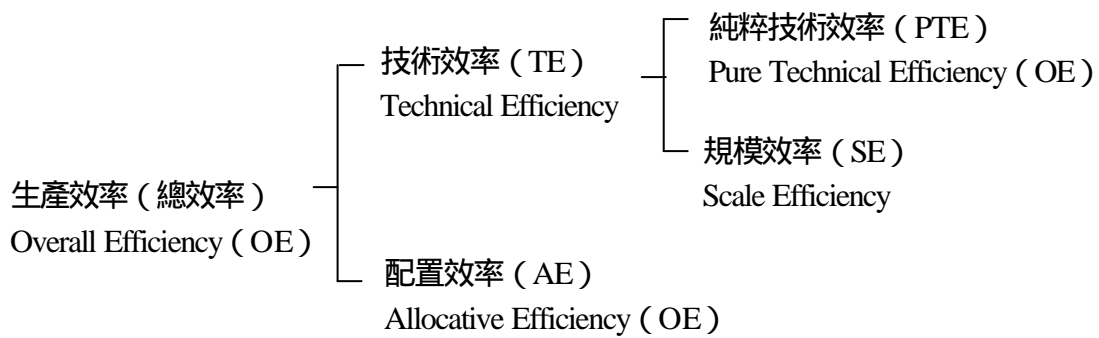 生產效率（總效率）
Overall Efficiency（OE）
技術效率（TE）
Technical Efficiency
純粹技術效率（PTE）
Pure Technical Efficiency（OE）
規模效率（SE）
Scale Efficiency
配置效率（AE）
Allocative Efficiency（OE）